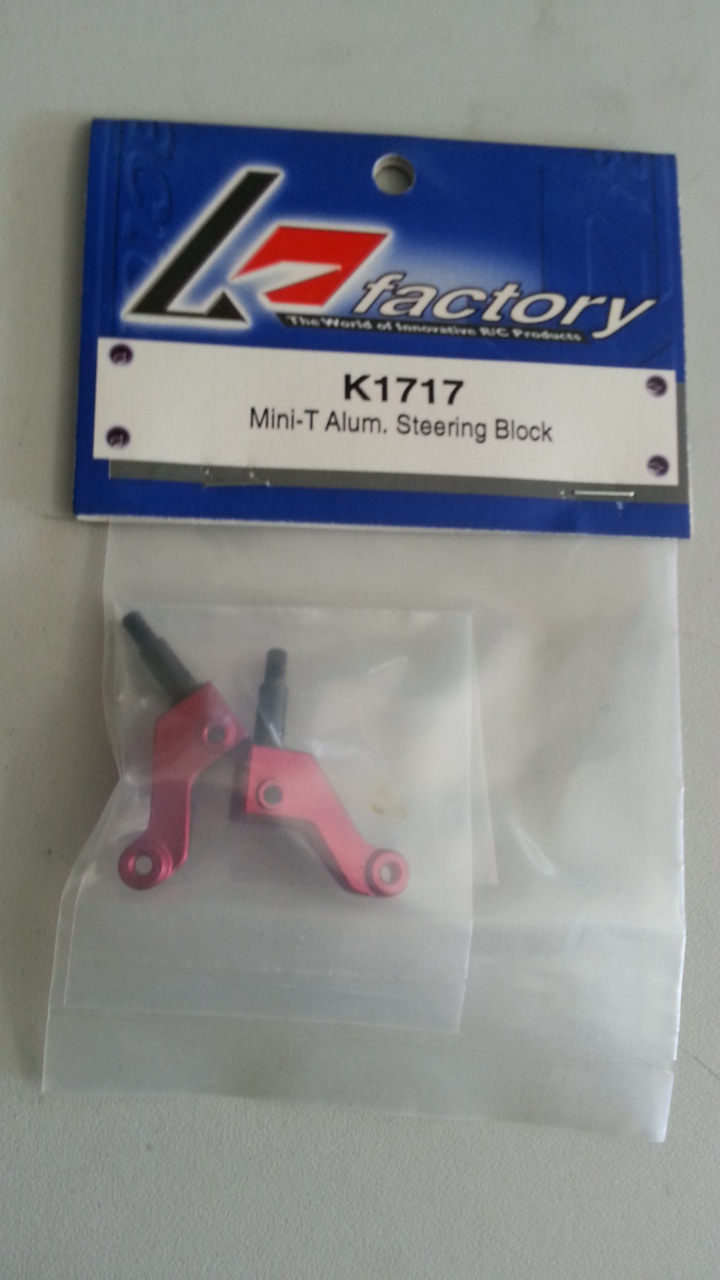 K factory
The World of Innovative R/C Products
K1717
Mini-T Alum. Steering Block